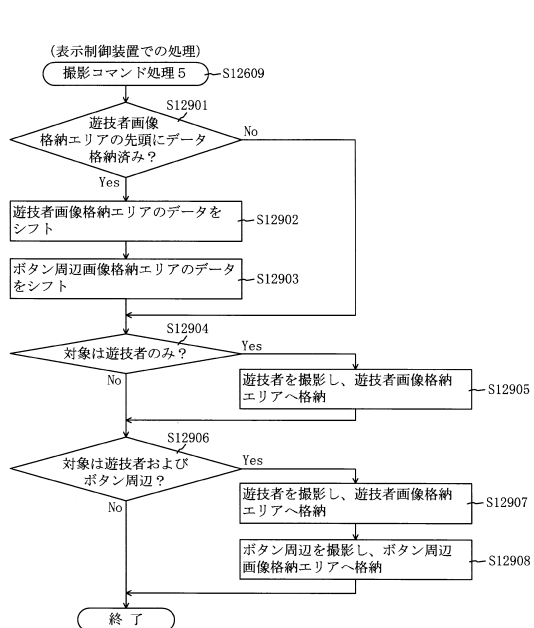 (表示制御装置での処理)
撮影コマンド処理5
S12609
S12901
遊技者画像
格納エリアの先頭にデータ
格納済み?
No
Yes
遊技者画像格納エリアのデータを
シフト
S12902
ボタン周辺画像格納エリアのデータ
をシフト
S12903
S12904
対象は遊技者のみ?
Yes
No
遊技者を撮影し、遊技者画像格納
エリアへ格納
S12905
S12906
対象は遊技者および
ボタン周辺?
Yes
No
遊技者を撮影し、遊技者画像格納
エリアへ格納
S12907
ボタン周辺を撮影し、ボタン周辺
画像格納エリアへ格納
S12908
終 了